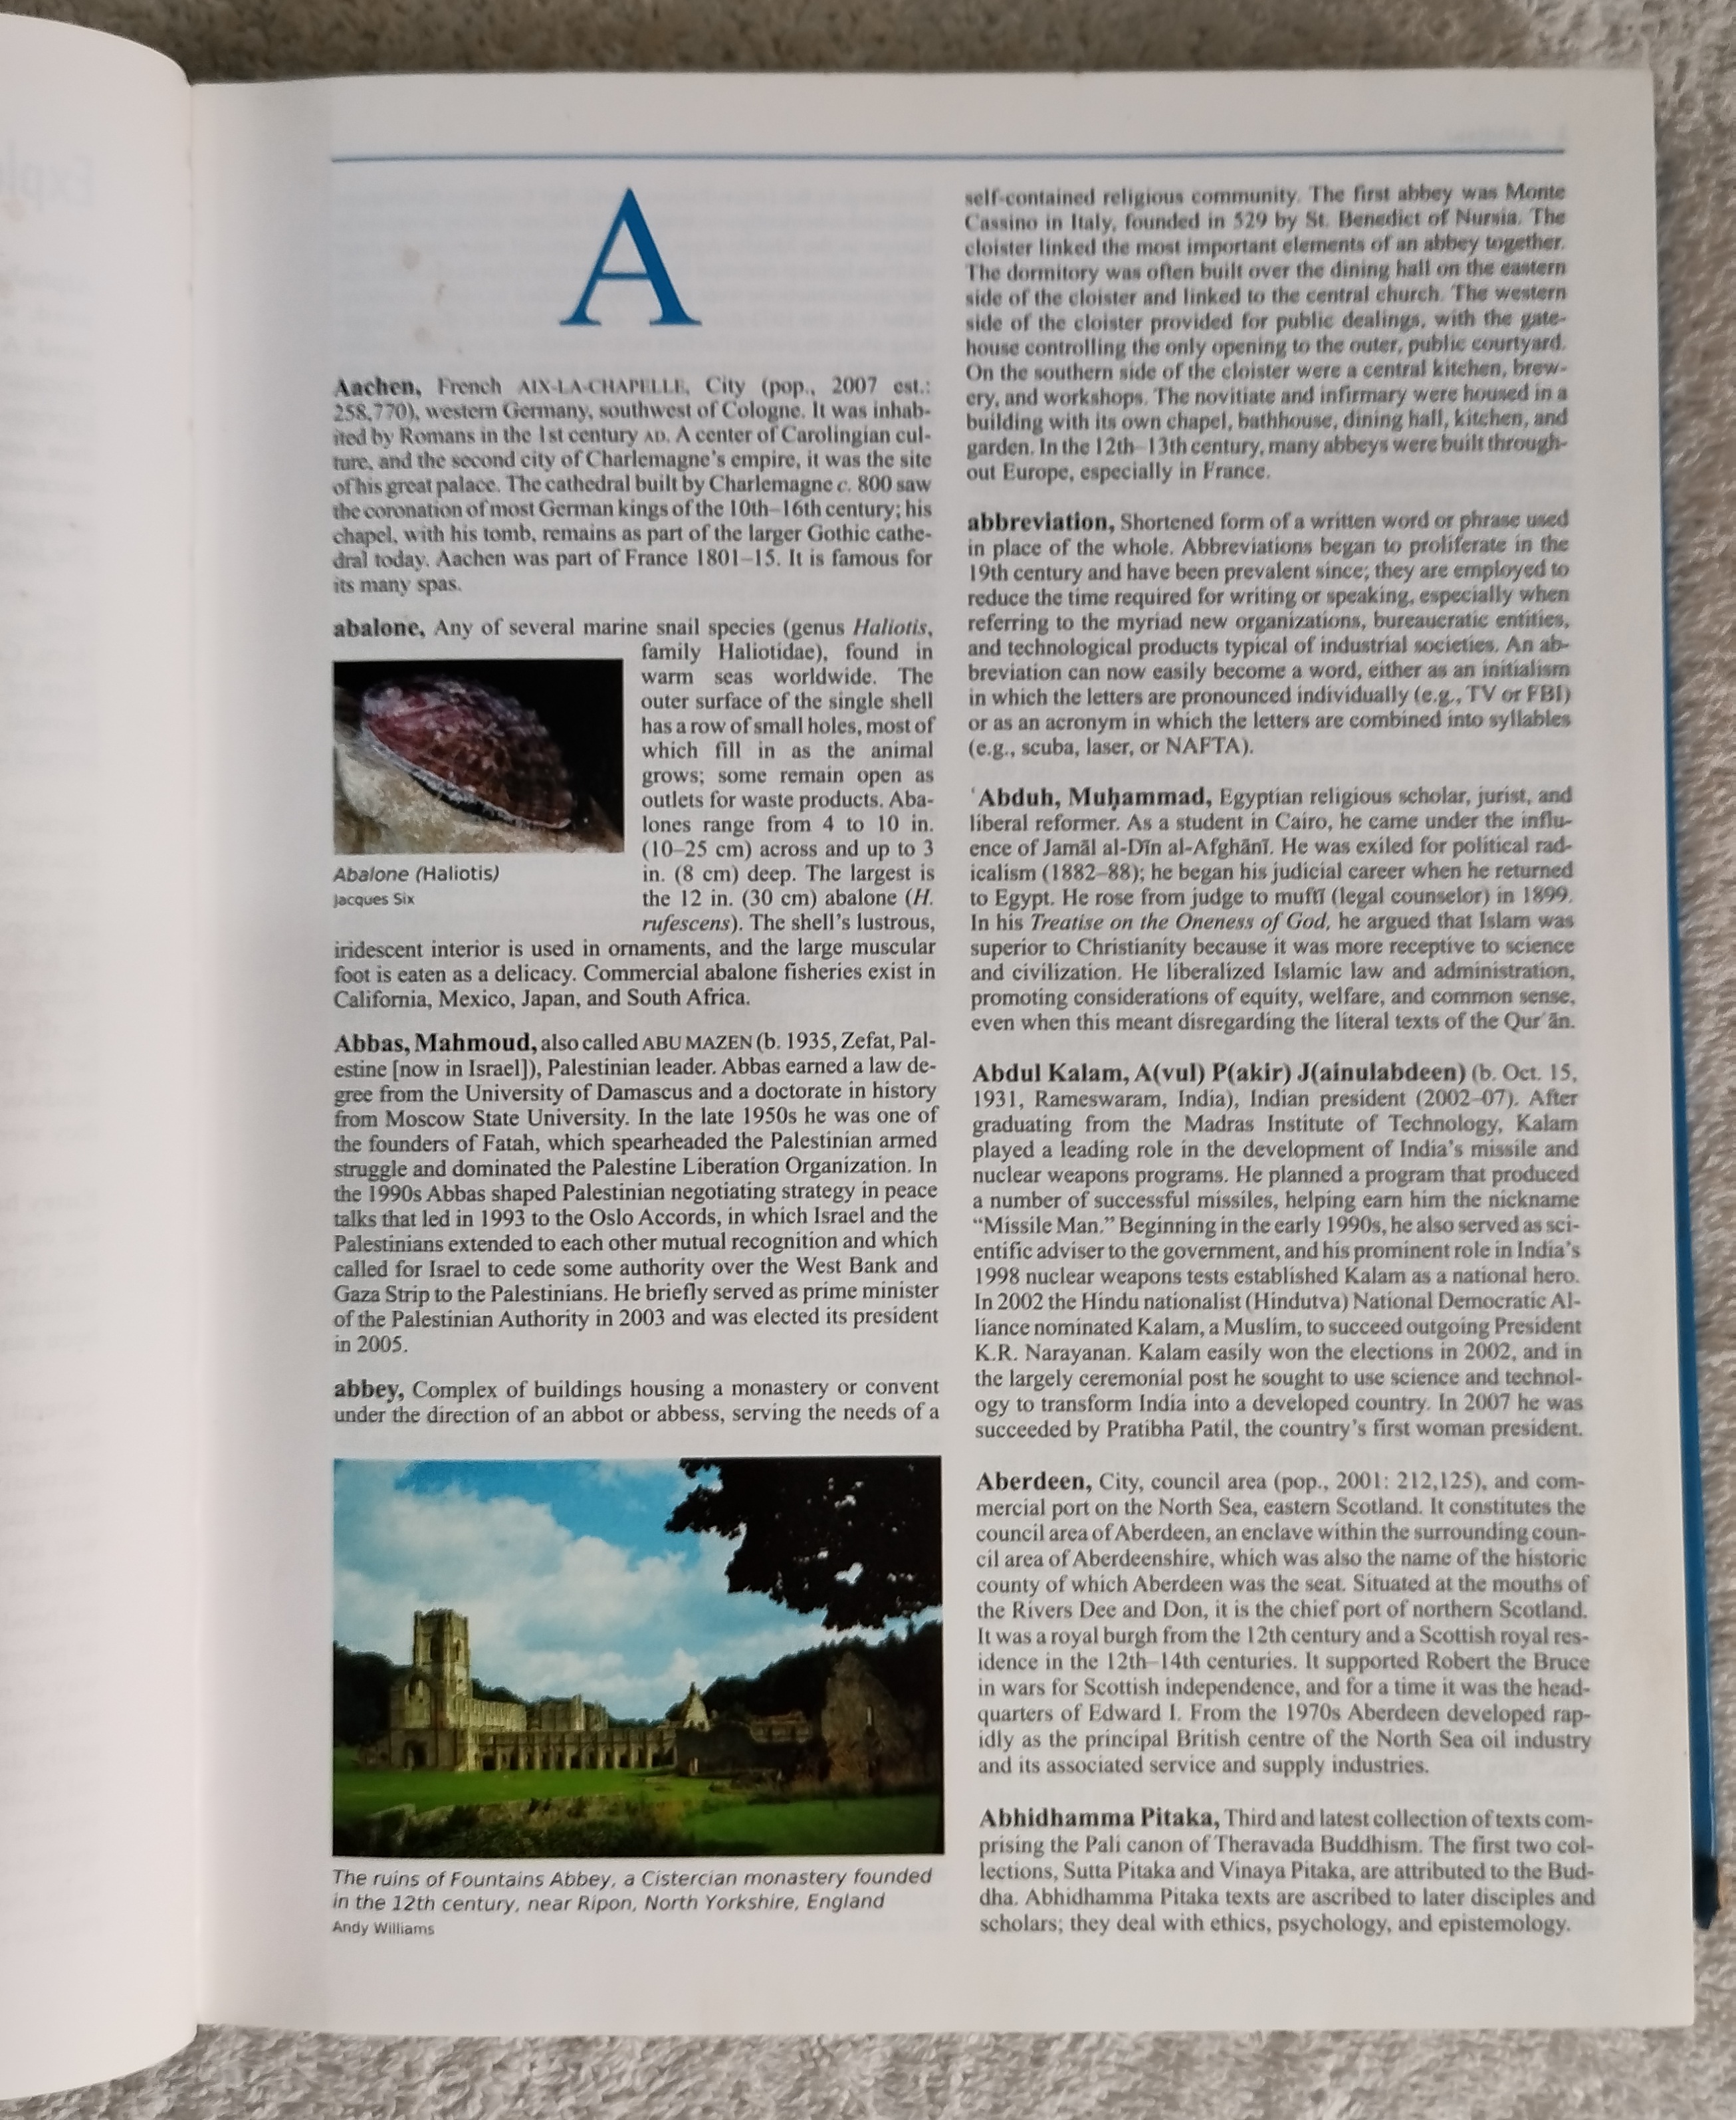 A
Aachen, French AIX-LA-CHAPELLE, City (pop., 2007 est.:
258,770), western Germany, southwest of Cologne. It was inhab-
ited by Romans in the 1st century AD. A center of Carolingian cul-
ture, and the second city of Charlemagne's empire, it was the site
of his great palace. The cathedral built by Charlemagne c. 800 saw
the coronation of most German kings of the 10th–16th century; his
chapel, with his tomb, remains as part of the larger Gothic cathe-
dral today. Aachen was part of France 1801–15. It is famous for
its many spas.
abalone, Any of several marine snail species (genus Haliotis,
family Haliotidae), found in
warm seas worldwide. The
outer surface of the single shell
has a row of small holes, most of
which fill in as the animal
grows; some remain open as
outlets for waste products. Aba-
lones range from 4 to 10 in.
(10–25 cm) across and up to 3
in. (8 cm) deep. The largest is
the 12 in. (30 cm) abalone (H.
rufescens). The shell's lustrous,
iridescent interior is used in ornaments, and the large muscular
foot is eaten as a delicacy. Commercial abalone fisheries exist in
California, Mexico, Japan, and South Africa.
Abalone (Haliotis)
Jacques Six
Abbas, Mahmoud, also called ABU MAZEN (b. 1935, Zefat, Pal-
estine [now in Israel]), Palestinian leader. Abbas earned a law de-
gree from the University of Damascus and a doctorate in history
from Moscow State University. In the late 1950s he was one of
the founders of Fatah, which spearheaded the Palestinian armed
struggle and dominated the Palestine Liberation Organization. In
the 1990s Abbas shaped Palestinian negotiating strategy in peace
talks that led in 1993 to the Oslo Accords, in which Israel and the
Palestinians extended to each other mutual recognition and which
called for Israel to cede some authority over the West Bank and
Gaza Strip to the Palestinians. He briefly served as prime minister
of the Palestinian Authority in 2003 and was elected its president
in 2005.
abbey, Complex of buildings housing a monastery or convent
under the direction of an abbot or abbess, serving the needs of a
The ruins of Fountains Abbey, a Cistercian monastery founded
in the 12th century, near Ripon, North Yorkshire, England
Andy Williams
self-contained religious community. The first abbey was Monte
Cassino in Italy, founded in 529 by St. Benedict of Nursia. The
cloister linked the most important elements of an abbey together.
The dormitory was often built over the dining hall on the eastern
side of the cloister and linked to the central church. The western
side of the cloister provided for public dealings, with the gate-
house controlling the only opening to the outer, public courtyard.
On the southern side of the cloister were a central kitchen, brew-
ery, and workshops. The novitiate and infirmary were housed in a
building with its own chapel, bathhouse, dining hall, kitchen, and
garden. In the 12th–13th century, many abbeys were built through-
out Europe, especially in France.
abbreviation, Shortened form of a written word or phrase used
in place of the whole. Abbreviations began to proliferate in the
19th century and have been prevalent since; they are employed to
reduce the time required for writing or speaking, especially when
referring to the myriad new organizations, bureaucratic entities,
and technological products typical of industrial societies. An ab-
breviation can now easily become a word, either as an initialism
in which the letters are pronounced individually (e.g., TV or FBI)
or as an acronym in which the letters are combined into syllables
(e.g., scuba, laser, or NAFTA).
ʿAbduh, Muḥammad, Egyptian religious scholar, jurist, and
liberal reformer. As a student in Cairo, he came under the influ-
ence of Jamāl al-Dīn al-Afghānī. He was exiled for political rad-
icalism (1882–88); he began his judicial career when he returned
to Egypt. He rose from judge to muftī (legal counselor) in 1899.
In his Treatise on the Oneness of God, he argued that Islam was
superior to Christianity because it was more receptive to science
and civilization. He liberalized Islamic law and administration,
promoting considerations of equity, welfare, and common sense,
even when this meant disregarding the literal texts of the Qurʾān.
Abdul Kalam, A(vul) P(akir) J(ainulabdeen) (b. Oct. 15,
1931, Rameswaram, India), Indian president (2002–07). After
graduating from the Madras Institute of Technology, Kalam
played a leading role in the development of India's missile and
nuclear weapons programs. He planned a program that produced
a number of successful missiles, helping earn him the nickname
“Missile Man.” Beginning in the early 1990s, he also served as sci-
entific adviser to the government, and his prominent role in India's
1998 nuclear weapons tests established Kalam as a national hero.
In 2002 the Hindu nationalist (Hindutva) National Democratic Al-
liance nominated Kalam, a Muslim, to succeed outgoing President
K.R. Narayanan. Kalam easily won the elections in 2002, and in
the largely ceremonial post he sought to use science and technol-
ogy to transform India into a developed country. In 2007 he was
succeeded by Pratibha Patil, the country's first woman president.
Aberdeen, City, council area (pop., 2001: 212,125), and com-
mercial port on the North Sea, eastern Scotland. It constitutes the
council area of Aberdeen, an enclave within the surrounding coun-
cil area of Aberdeenshire, which was also the name of the historic
county of which Aberdeen was the seat. Situated at the mouths of
the Rivers Dee and Don, it is the chief port of northern Scotland.
It was a royal burgh from the 12th century and a Scottish royal res-
idence in the 12th–14th centuries. It supported Robert the Bruce
in wars for Scottish independence, and for a time it was the head-
quarters of Edward I. From the 1970s Aberdeen developed rap-
idly as the principal British centre of the North Sea oil industry
and its associated service and supply industries.
Abhidhamma Pitaka, Third and latest collection of texts com-
prising the Pali canon of Theravada Buddhism. The first two col-
lections, Sutta Pitaka and Vinaya Pitaka, are attributed to the Bud-
dha. Abhidhamma Pitaka texts are ascribed to later disciples and
scholars; they deal with ethics, psychology, and epistemology.